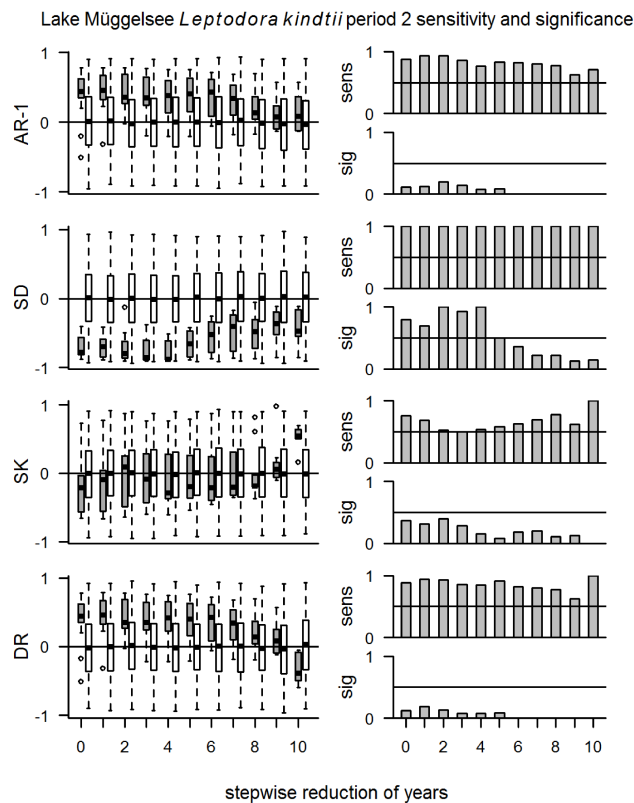 Lake Müggelsee Leptodora kindtii period 2 sensitivity and significance
AR-1
1
0
-1
sens
1
0
sig
1
0
SD
1
0
-1
sens
1
0
sig
1
0
SK
1
0
-1
sens
1
0
sig
1
0
DR
1
0
-1
sens
1
0
sig
1
0
0 2 4 6 8 10
0 2 4 6 8 10
stepwise reduction of years